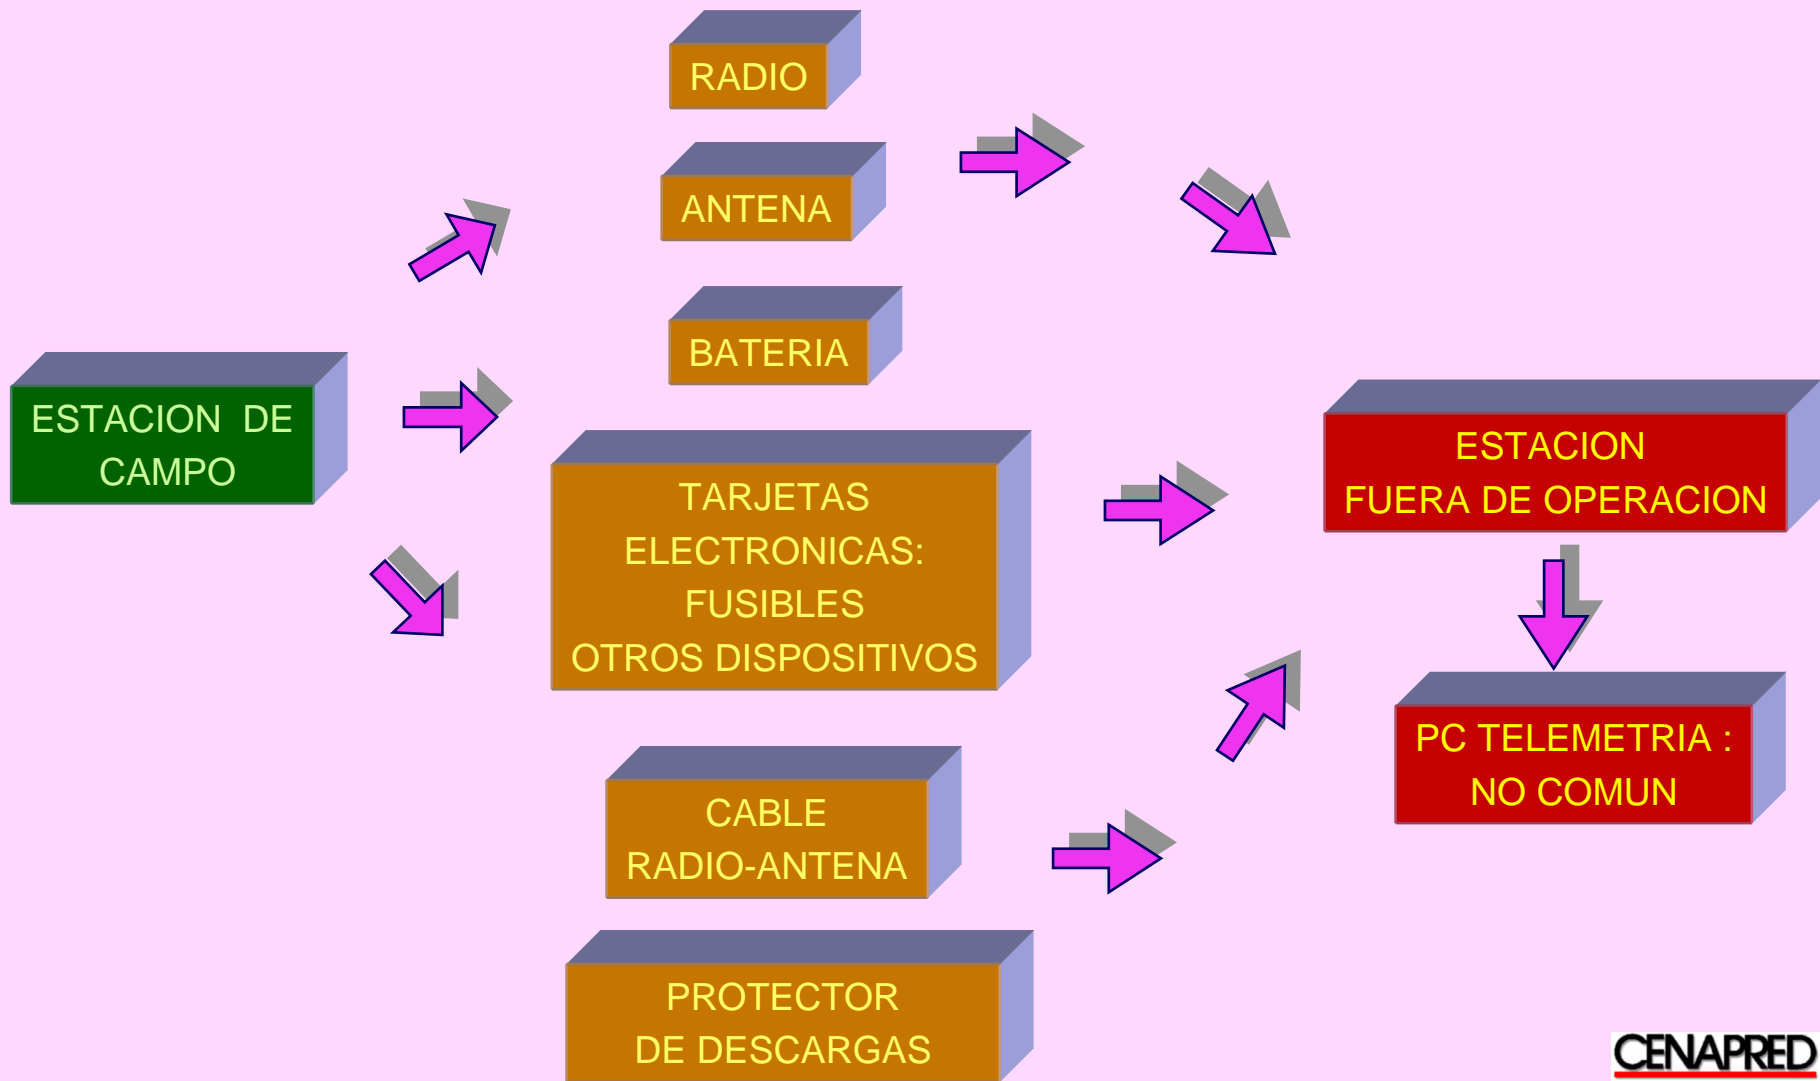 RADIO
ANTENA
BATERIA
ESTACION DE
CAMPO
TARJETAS
ELECTRONICAS:
FUSIBLES
OTROS DISPOSITIVOS
CABLE
RADIO-ANTENA
PROTECTOR
DE DESCARGAS
ESTACION
FUERA DE OPERACION
PC TELEMETRIA :
NO COMUN
CENAPRED